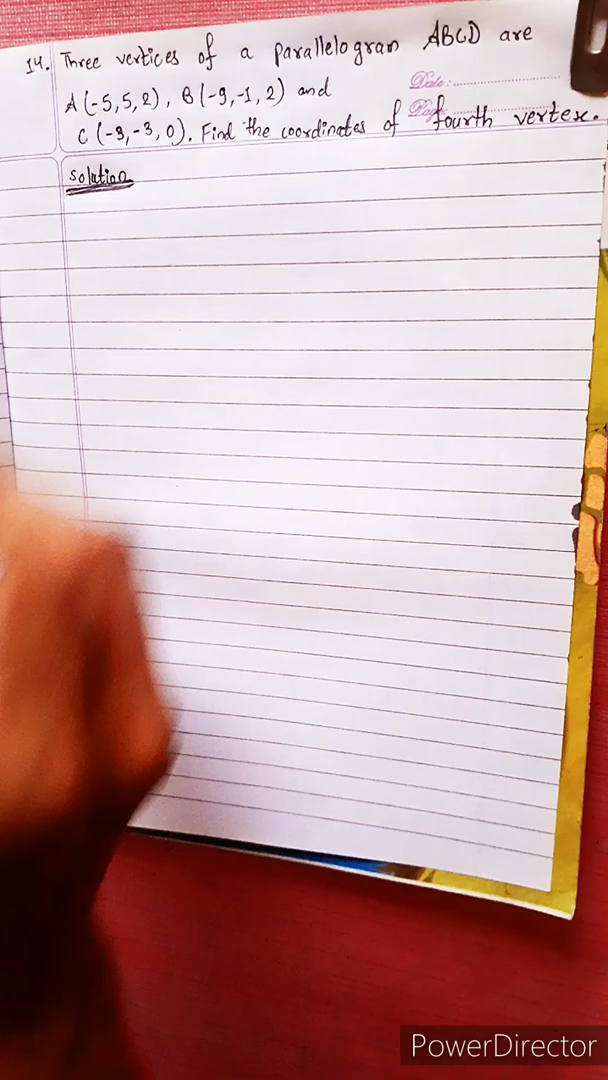 14. Three vertices of a parallelogram ABCD are
Date:
A(-5,5,2), B(-9,-1,2) and
Page
C(-3,-3,0). Find the coordinates of fourth vertex.
Solution
PowerDirector